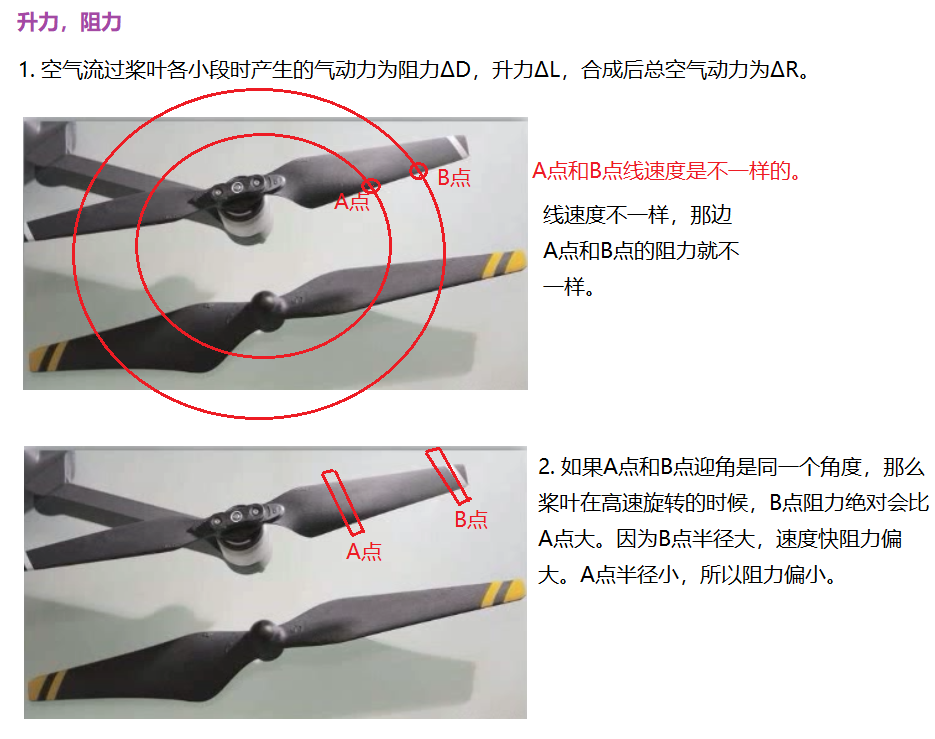 升力，阻力
1. 空气流过桨叶各小段时产生的气动力为阻力ΔD，升力ΔL，合成后总空气动力为ΔR。
A点
B点
A点和B点线速度是不一样的。
线速度不一样，那边
A点和B点的阻力就不
一样。
A点
B点
2. 如果A点和B点迎角是同一个角度，那么
桨叶在高速旋转的时候，B点阻力绝对会比
A点大。因为B点半径大，速度快阻力偏
大。A点半径小，所以阻力偏小。